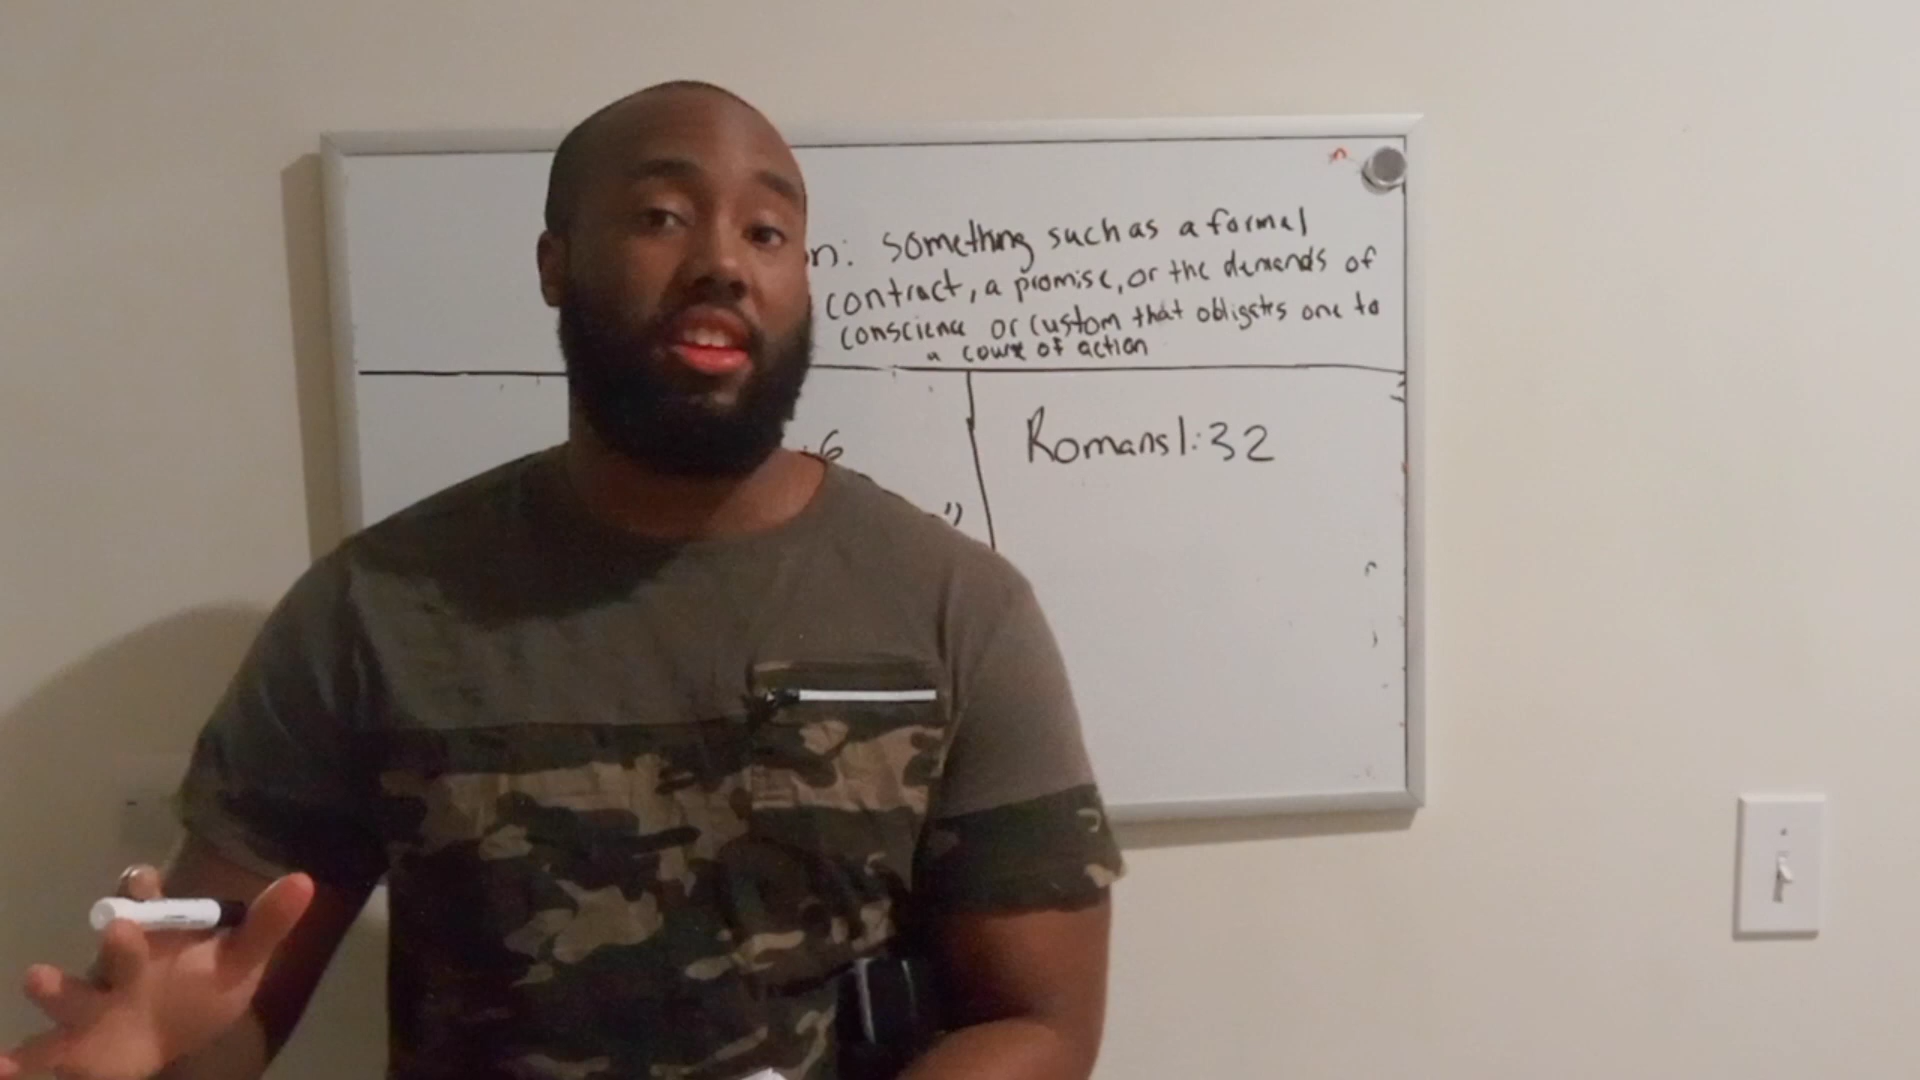 n: something such as a formal
contract, a promise, or the demands of
conscience or custom that obligates one to
a course of action
:6
")
Romans 1:32